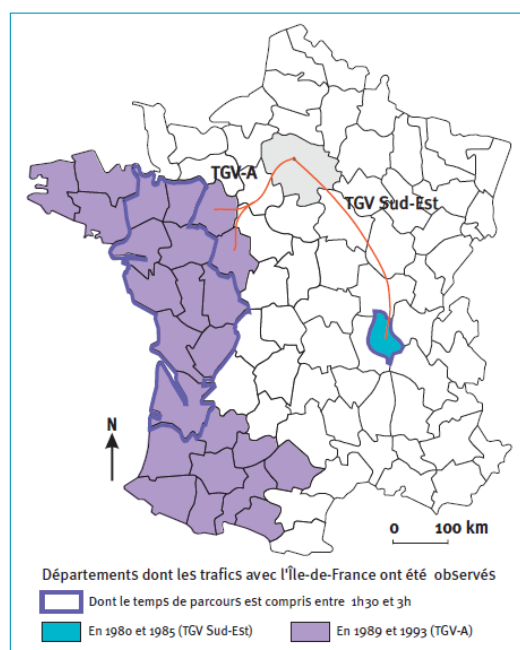 TGV-A
TGV Sud-Est
N
0 100 km
Départements dont les trafics avec l'Île-de-France ont été observés
Dont le temps de parcours est compris entre 1h30 et 3h
En 1980 et 1985 (TGV Sud-Est) En 1989 et 1993 (TGV-A)